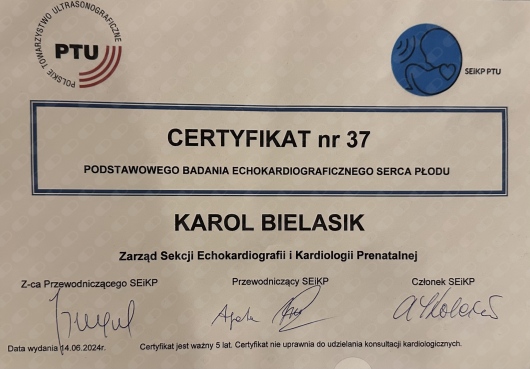 POLSKIE TOWARZYSTWO ULTRASONOGRAFICZNE
PTU
SEiKP PTU
CERTYFIKAT nr 37
PODSTAWOWEGO BADANIA ECHOKARDIOGRAFICZNEGO SERCA PŁODU
KAROL BIELASIK
Zarząd Sekcji Echokardiografii i Kardiologii Prenatalnej
Z-ca Przewodniczącego SEiKP
Przewodniczący SEiKP
Członek SEiKP
Data wydania 14.06.2024r.
Certyfikat jest ważny 5 lat. Certyfikat nie uprawnia do udzielania konsultacji kardiologicznych.